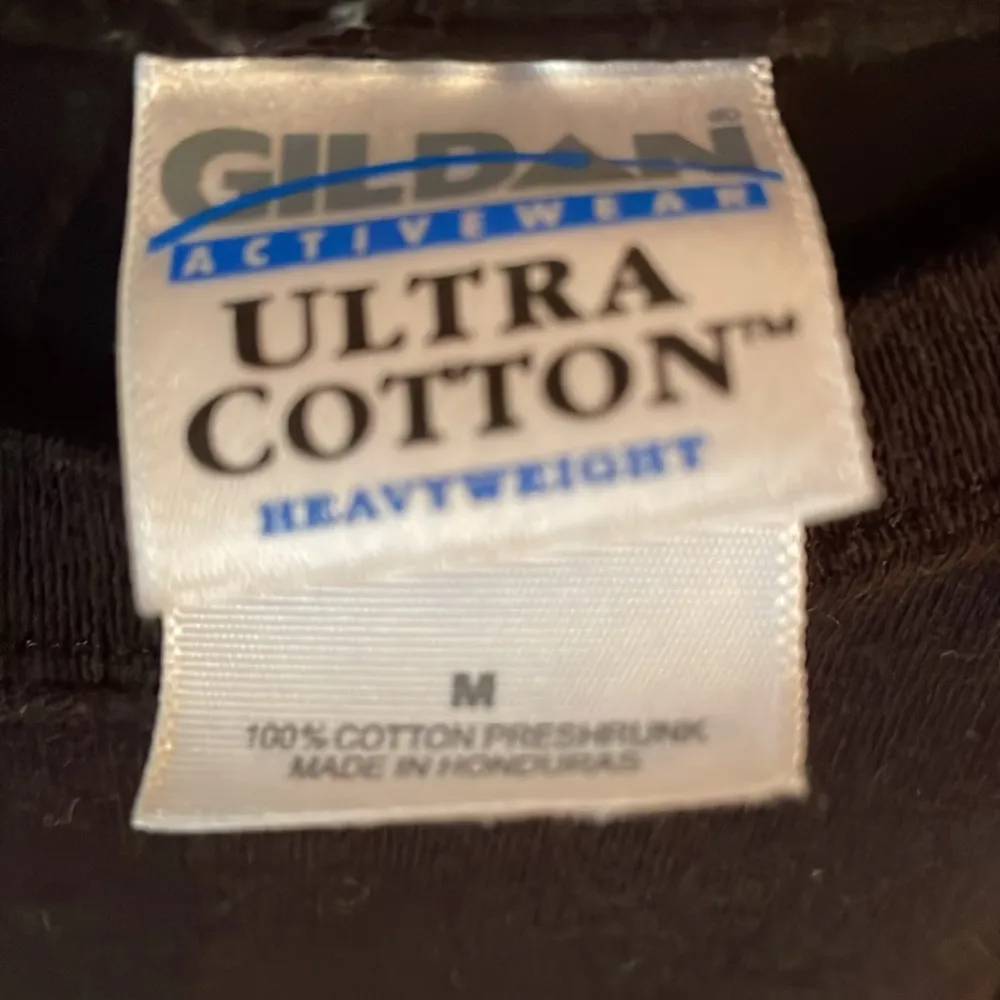 GILDAN®
ACTIVEWEAR
ULTRA
COTTON™
HEAVYWEIGHT
M
100% COTTON PRESHRUNK
MADE IN HONDURAS